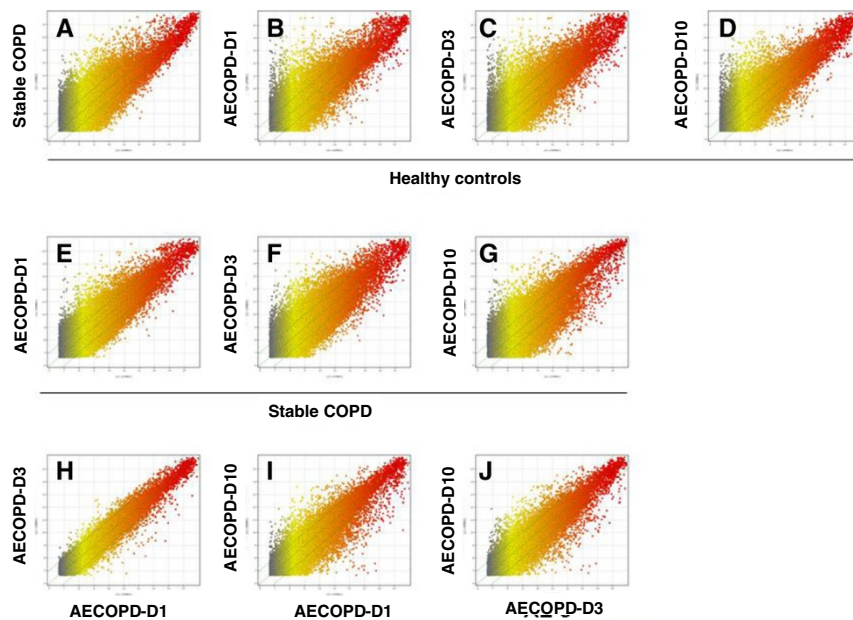 A B C D
Stable COPD
AECOPD-D1
AECOPD-D3
AECOPD-D10
Healthy controls
E F G
AECOPD-D1
AECOPD-D3
AECOPD-D10
Stable COPD
H I J
AECOPD-D3
AECOPD-D10
AECOPD-D10
AECOPD-D1
AECOPD-D1
AECOPD-D3